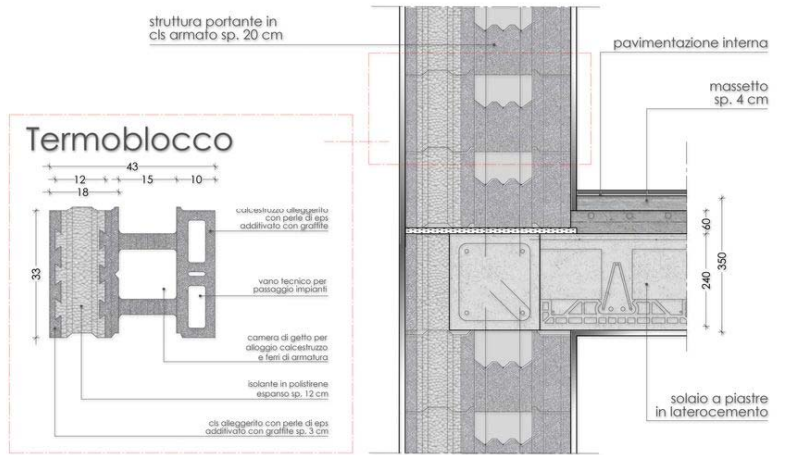 struttura portante in
cls armato sp. 20 cm
pavimentazione interna
massetto
sp. 4 cm
Termoblocco
43
12
15
10
18
33
calcestruzzo alleggerito
con perle di eps
additivato con graffite
vano tecnico per
passaggio impianti
camera di getto per
alloggio calcestruzzo
e ferri di armatura
isolante in polistirene
espanso sp. 12 cm
cls alleggerito con perle di eps
additivato con graffite sp. 3 cm
60
240
350
solaio a piastre
in laterocemento